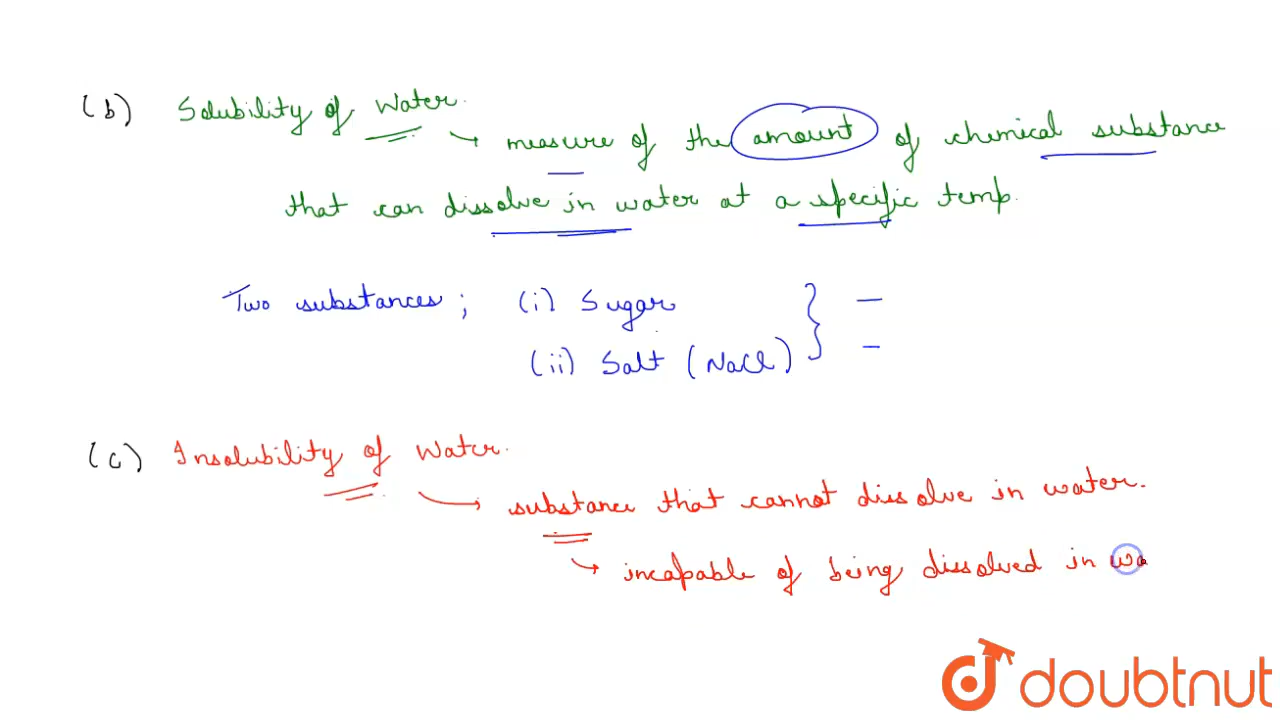 (b) Solubility of Water.
→ measure of the amount of chemical substance
that can dissolve in water at a specific temp.
Two substances; (i) Sugar } –
(ii) Salt (NaCl) –
(c) Insolubility of Water.
→ substance that cannot dissolve in water.
→ incapable of being dissolved in wa
doubtnut